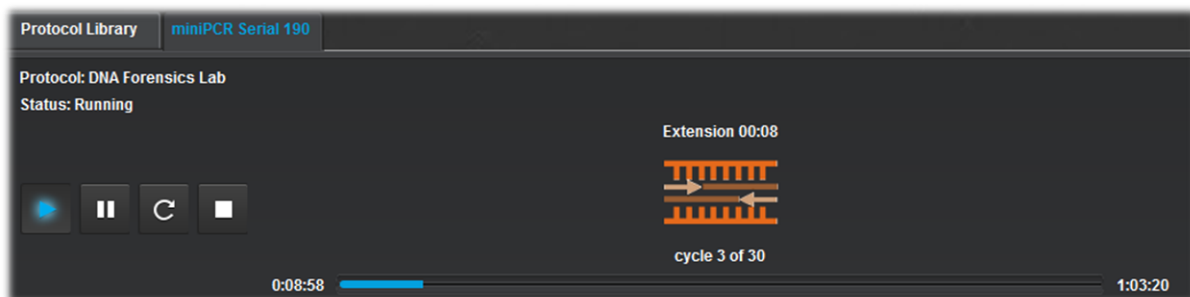 Protocol Library
miniPCR Serial 190
Protocol: DNA Forensics Lab
Status: Running
Extension 00:08
cycle 3 of 30
0:08:58
1:03:20